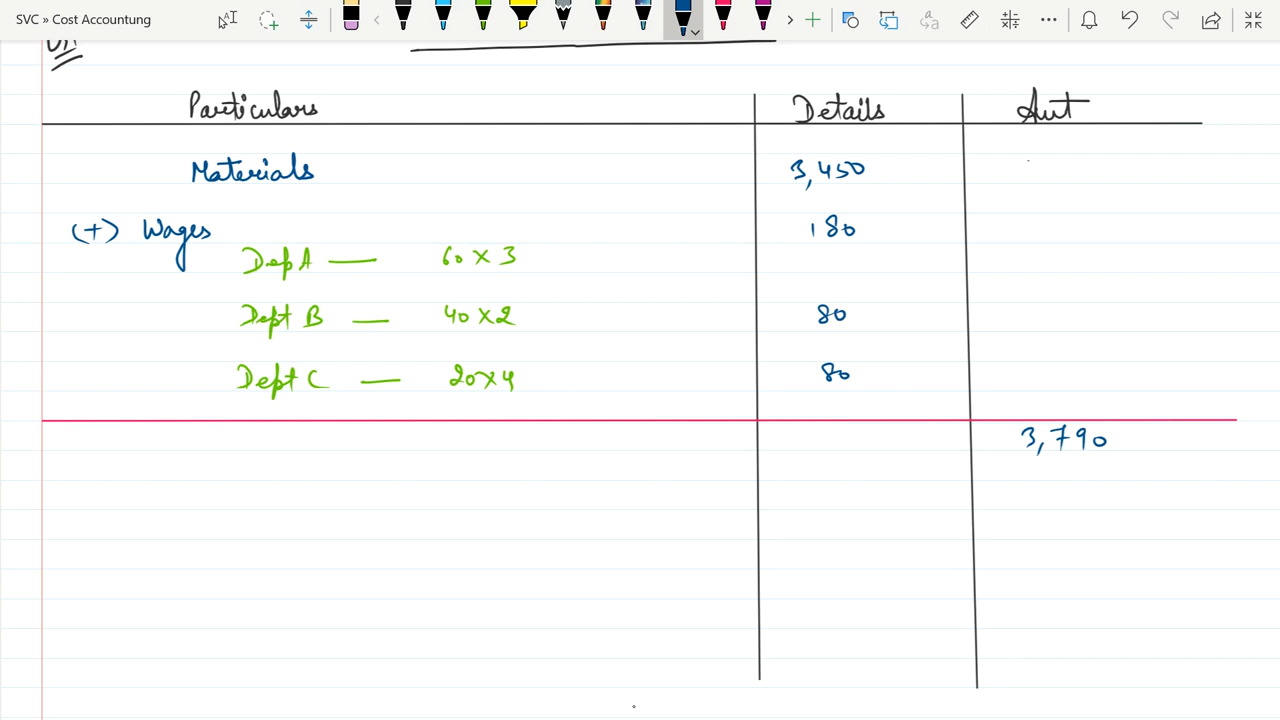 SVC » Cost Accountung
Particulars Details Amt
Materials 3,450
(+) Wages 180
Dep A — 60 × 3
Dept B — 40 × 2 80
Dept C — 20 × 4 80
3,790